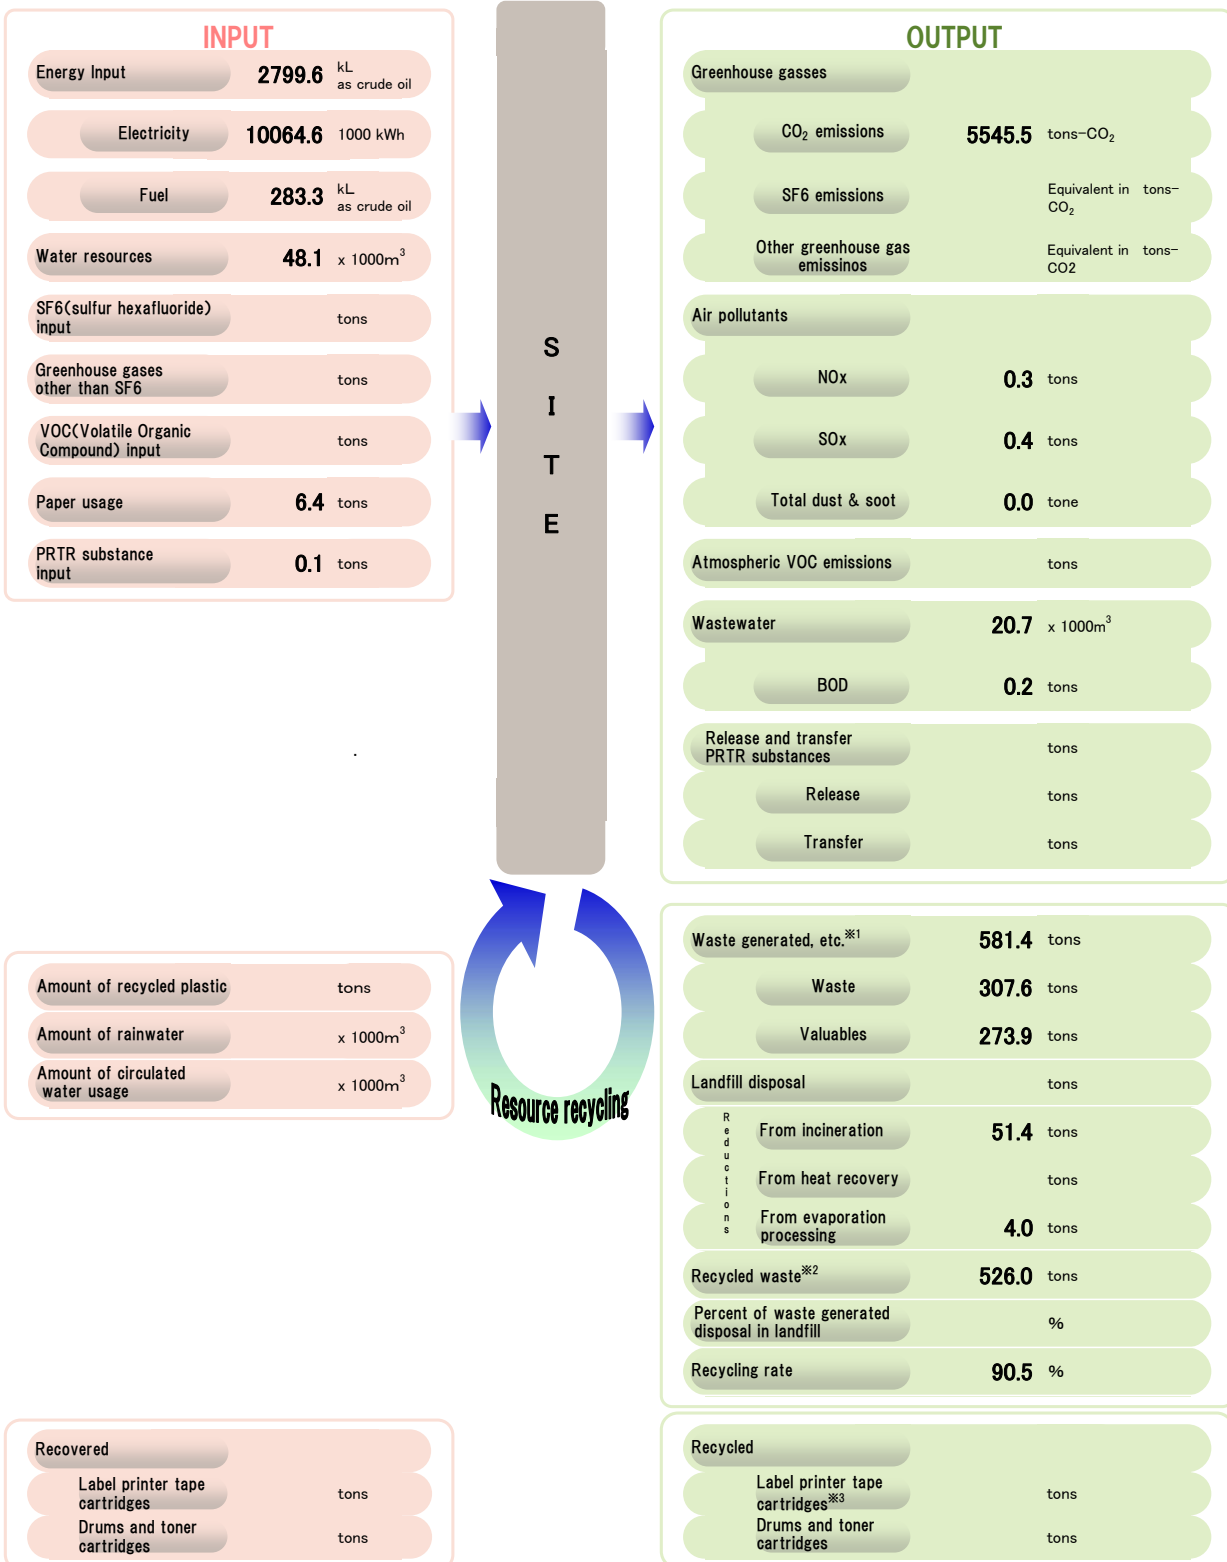 INPUT
Energy Input 2799.6 kL
as crude oil
Electricity 10064.6 1000 kWh
Fuel 283.3 kL
as crude oil
Water resources 48.1 x 1000m³
SF6(sulfur hexafluoride)
input tons
Greenhouse gases
other than SF6 tons
VOC(Volatile Organic
Compound) input tons
Paper usage 6.4 tons
PRTR substance
input 0.1 tons
S
I
T
E
OUTPUT
Greenhouse gasses
CO₂ emissions 5545.5 tons-CO₂
SF6 emissions Equivalent in tons-
CO₂
Other greenhouse gas
emissinos Equivalent in tons-
CO2
Air pollutants
NOx 0.3 tons
SOx 0.4 tons
Total dust & soot 0.0 tone
Atmospheric VOC emissions tons
Wastewater 20.7 x 1000m³
BOD 0.2 tons
Release and transfer
PRTR substances tons
Release tons
Transfer tons
Amount of recycled plastic tons
Amount of rainwater x 1000m³
Amount of circulated
water usage x 1000m³
Resource recycling
Waste generated, etc.※1 581.4 tons
Waste 307.6 tons
Valuables 273.9 tons
Landfill disposal tons
Reductions
From incineration 51.4 tons
From heat recovery tons
From evaporation
processing 4.0 tons
Recycled waste※2 526.0 tons
Percent of waste generated
disposal in landfill %
Recycling rate 90.5 %
Recovered
Label printer tape
cartridges tons
Drums and toner
cartridges tons
Recycled
Label printer tape
cartridges※3 tons
Drums and toner
cartridges tons